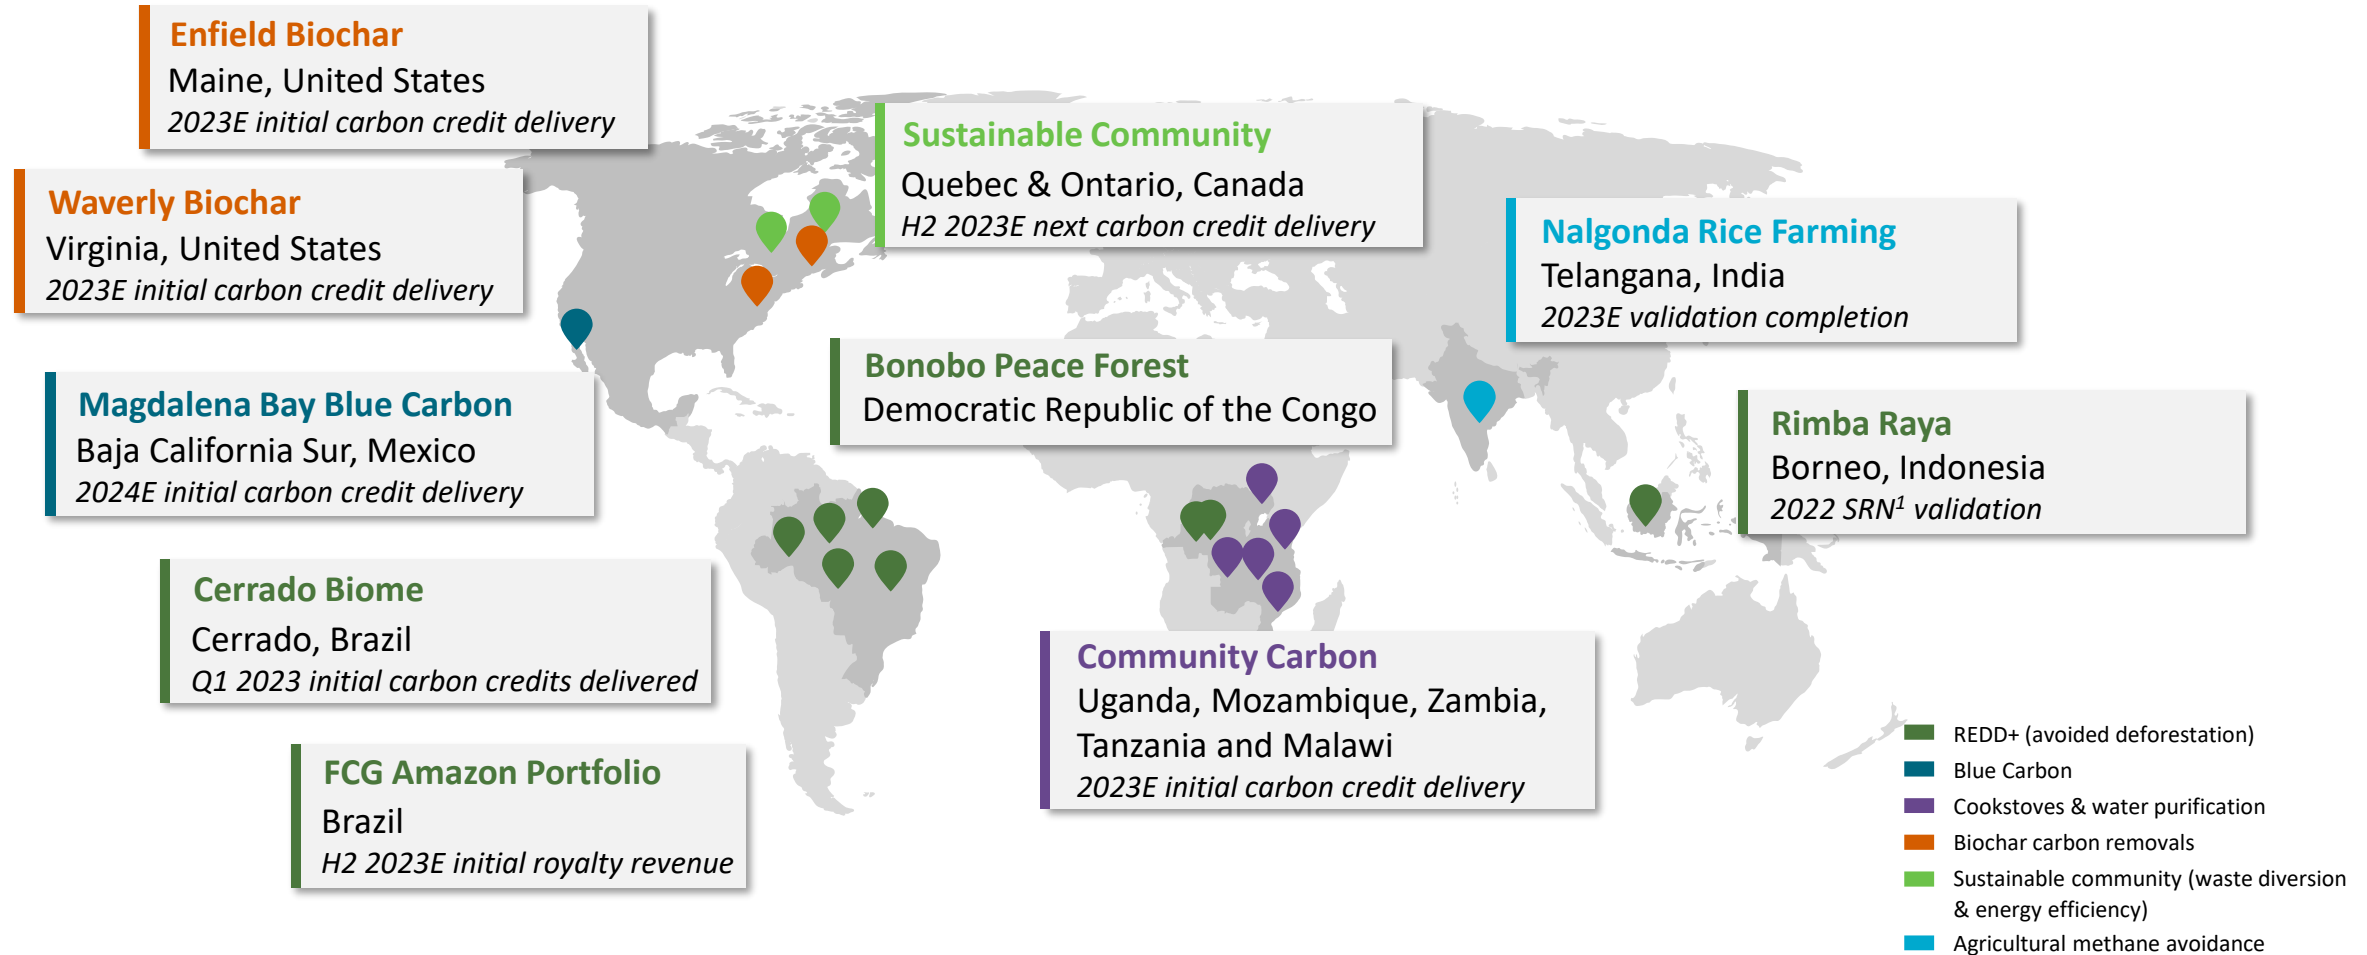 Enfield Biochar
Maine, United States
2023E initial carbon credit delivery
Sustainable Community
Quebec & Ontario, Canada
H2 2023E next carbon credit delivery
Waverly Biochar
Virginia, United States
2023E initial carbon credit delivery
Nalgonda Rice Farming
Telangana, India
2023E validation completion
Bonobo Peace Forest
Democratic Republic of the Congo
Magdalena Bay Blue Carbon
Baja California Sur, Mexico
2024E initial carbon credit delivery
Rimba Raya
Borneo, Indonesia
2022 SRN¹ validation
Cerrado Biome
Cerrado, Brazil
Q1 2023 initial carbon credits delivered
Community Carbon
Uganda, Mozambique, Zambia,
Tanzania and Malawi
2023E initial carbon credit delivery
FCG Amazon Portfolio
Brazil
H2 2023E initial royalty revenue
REDD+ (avoided deforestation)
Blue Carbon
Cookstoves & water purification
Biochar carbon removals
Sustainable community (waste diversion
& energy efficiency)
Agricultural methane avoidance